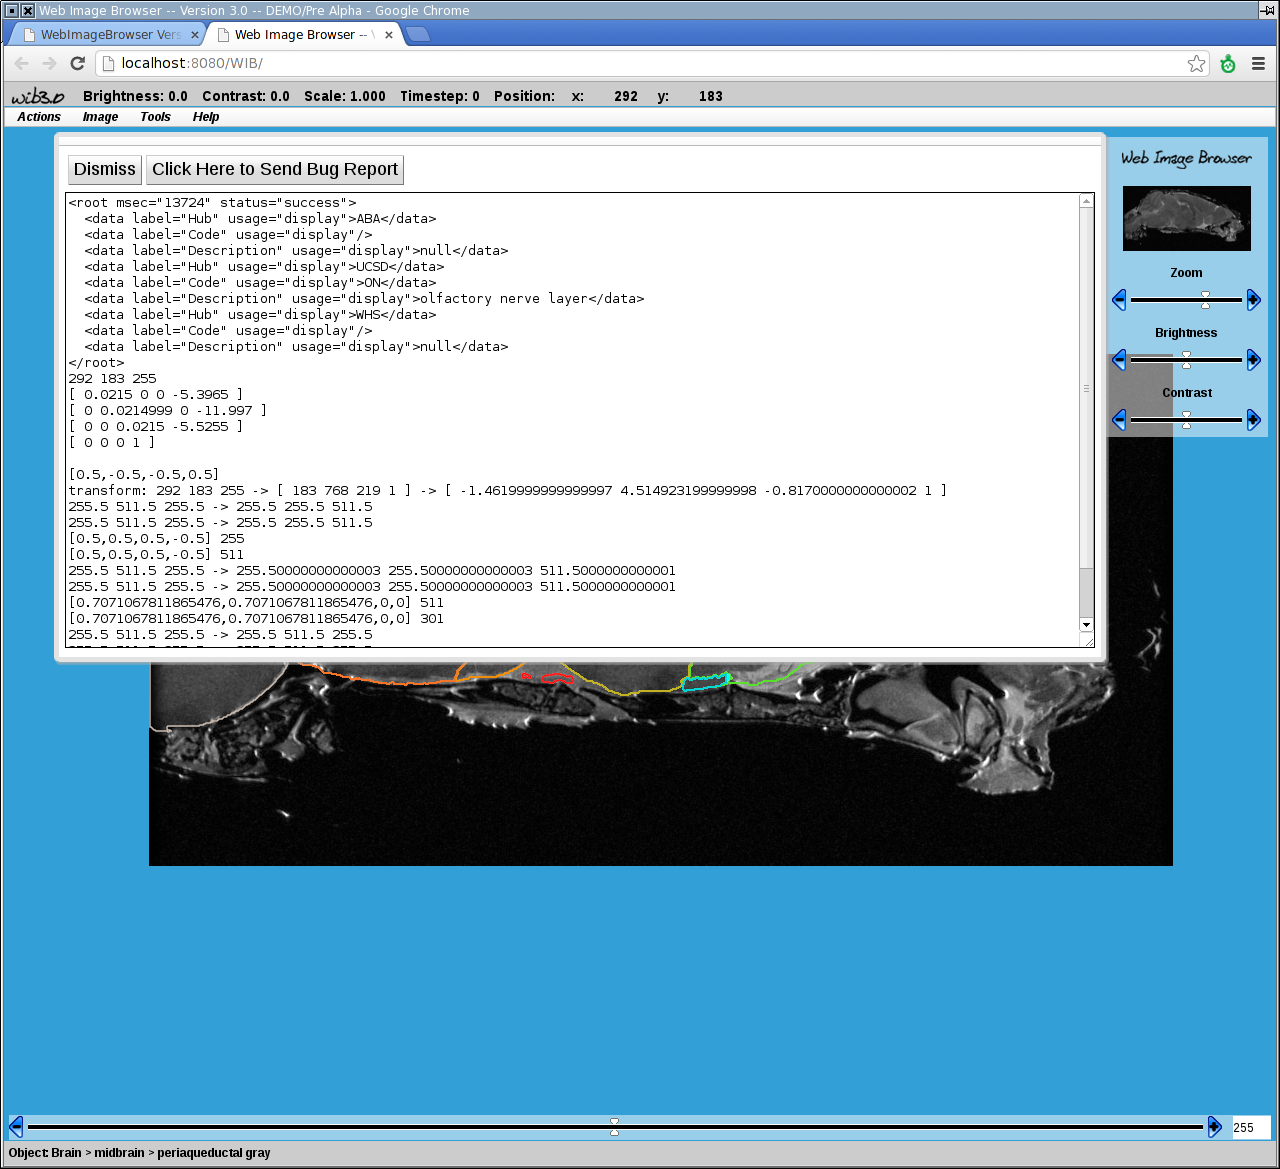 Web Image Browser -- Version 3.0 -- DEMO/Pre Alpha - Google Chrome
WebImageBrowser Vers
Web Image Browser --
localhost:8080/WIB/
wib3.0 Brightness: 0.0 Contrast: 0.0 Scale: 1.000 Timestep: 0 Position: x: 292 y: 183
Actions Image Tools Help
Dismiss Click Here to Send Bug Report
<root msec="13724" status="success">
<data label="Hub" usage="display">ABA</data>
<data label="Code" usage="display"/>
<data label="Description" usage="display">null</data>
<data label="Hub" usage="display">UCSD</data>
<data label="Code" usage="display">ON</data>
<data label="Description" usage="display">olfactory nerve layer</data>
<data label="Hub" usage="display">WHS</data>
<data label="Code" usage="display"/>
<data label="Description" usage="display">null</data>
</root>
292 183 255
[ 0.0215 0 0 -5.3965 ]
[ 0 0.0214999 0 -11.997 ]
[ 0 0 0.0215 -5.5255 ]
[ 0 0 0 1 ]
[0.5,-0.5,-0.5,0.5]
transform: 292 183 255 -> [ 183 768 219 1 ] -> [ -1.4619999999999997 4.514923199999998 -0.8170000000000002 1 ]
255.5 511.5 255.5 -> 255.5 255.5 511.5
255.5 511.5 255.5 -> 255.5 255.5 511.5
[0.5,0.5,0.5,-0.5] 255
[0.5,0.5,0.5,-0.5] 511
255.5 511.5 255.5 -> 255.50000000000003 255.50000000000003 511.5000000000001
255.5 511.5 255.5 -> 255.50000000000003 255.50000000000003 511.5000000000001
[0.7071067811865476,0.7071067811865476,0,0] 511
[0.7071067811865476,0.7071067811865476,0,0] 301
255.5 511.5 255.5 -> 255.5 511.5 255.5
Web Image Browser
Zoom
Brightness
Contrast
255
Object: Brain > midbrain > periaqueductal gray